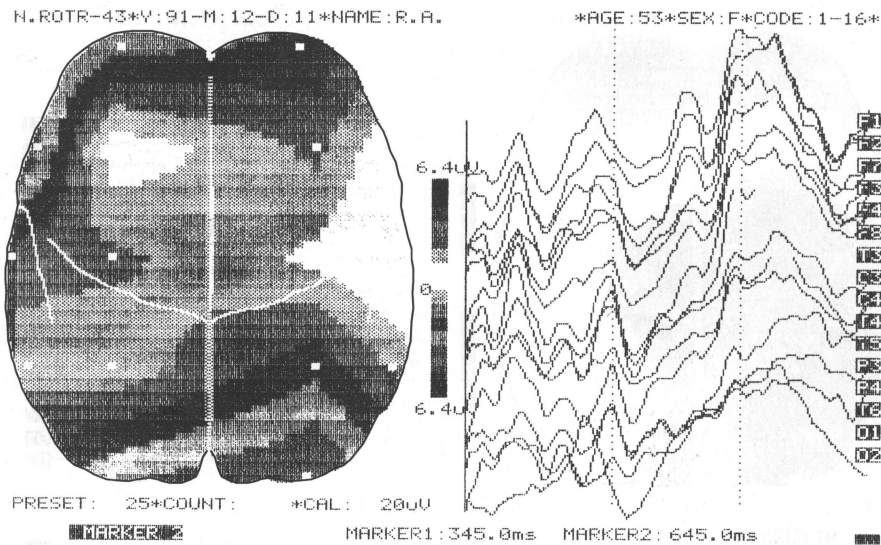 N.ROTR-43*Y:91-M:12-D:11*NAME:R.A.
*AGE:53*SEX:F*CODE:1-16*
6.4uV
0
6.4u
F1
F2
F7
F3
F4
F8
T3
C3
C4
T4
T5
P3
P4
T6
O1
O2
PRESET: 25*COUNT: *CAL: 20uV
MARKER 2
MARKER1:345.0ms MARKER2:645.0ms